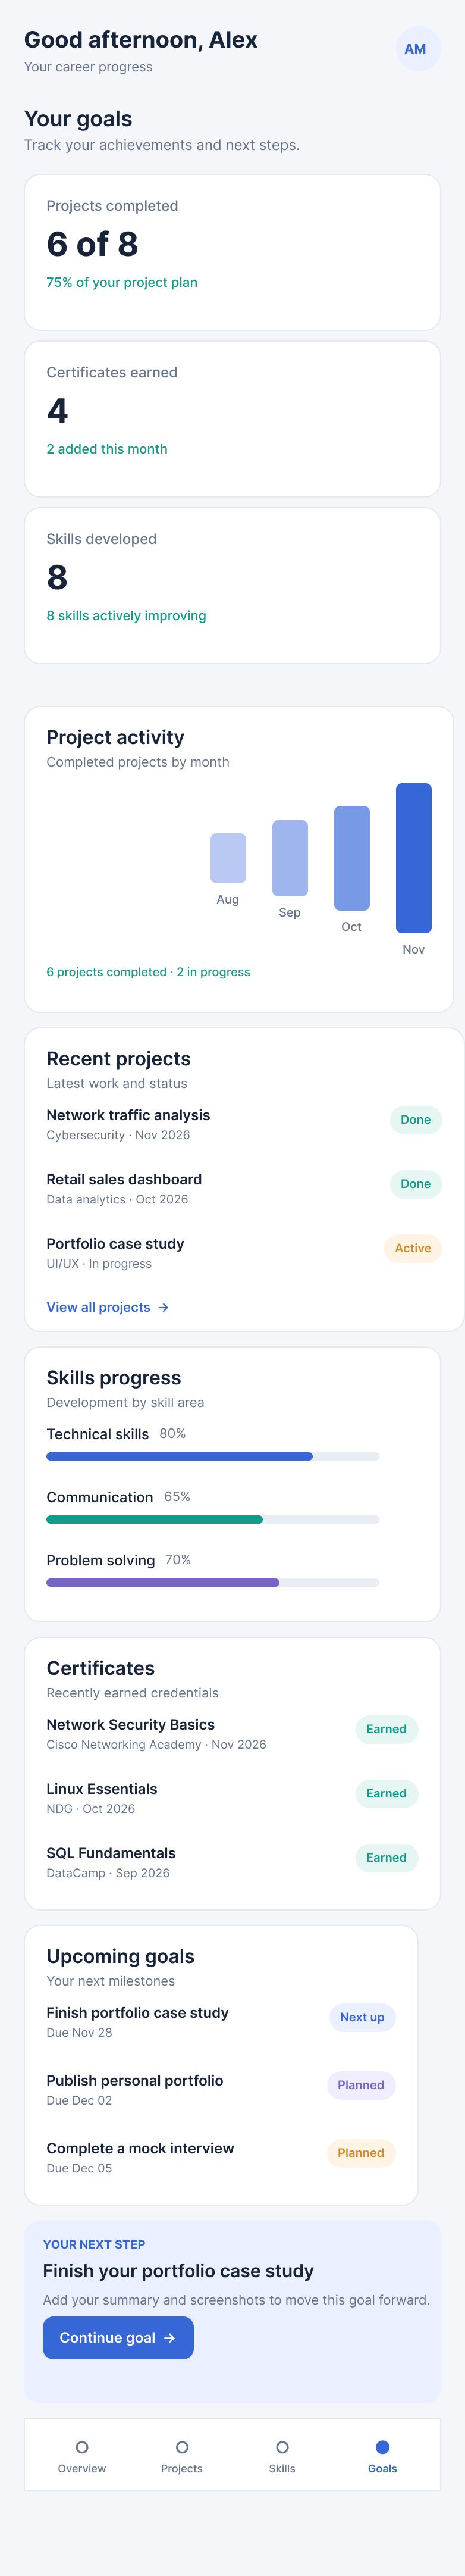 Good afternoon, Alex
AM
Your career progress
Your goals
Track your achievements and next steps.
Projects completed
6 of 8
75% of your project plan
Certificates earned
4
2 added this month
Skills developed
8
8 skills actively improving
Project activity
Completed projects by month
Aug
Sep
Oct
Nov
6 projects completed · 2 in progress
Recent projects
Latest work and status
Network traffic analysis
Done
Cybersecurity · Nov 2026
Retail sales dashboard
Done
Data analytics · Oct 2026
Portfolio case study
Active
UI/UX · In progress
View all projects →
Skills progress
Development by skill area
Technical skills 80%
Communication 65%
Problem solving 70%
Certificates
Recently earned credentials
Network Security Basics
Earned
Cisco Networking Academy · Nov 2026
Linux Essentials
Earned
NDG · Oct 2026
SQL Fundamentals
Earned
DataCamp · Sep 2026
Upcoming goals
Your next milestones
Finish portfolio case study
Next up
Due Nov 28
Publish personal portfolio
Planned
Due Dec 02
Complete a mock interview
Planned
Due Dec 05
YOUR NEXT STEP
Finish your portfolio case study
Add your summary and screenshots to move this goal forward.
Continue goal →
Overview
Projects
Skills
Goals